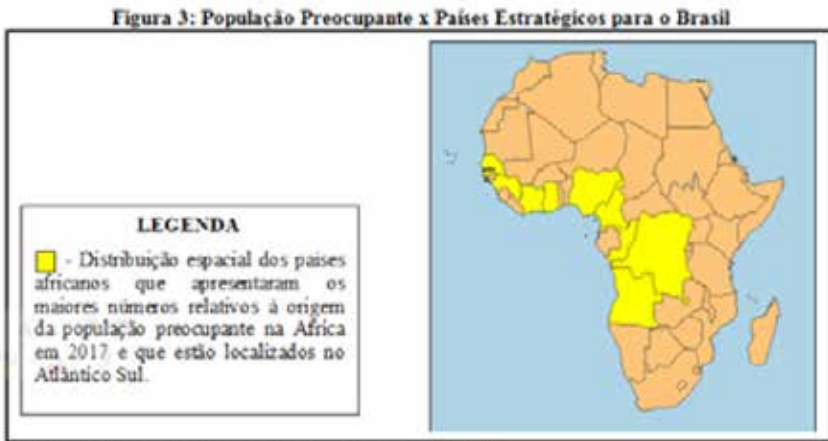 Figura 3: População Preocupante x Países Estratégicos para o Brasil
LEGENDA
- Distribuição espacial dos países
africanos que apresentaram os
maiores números relativos à origem
da população preocupante na África
em 2017 e que estão localizados no
Atlântico Sul.